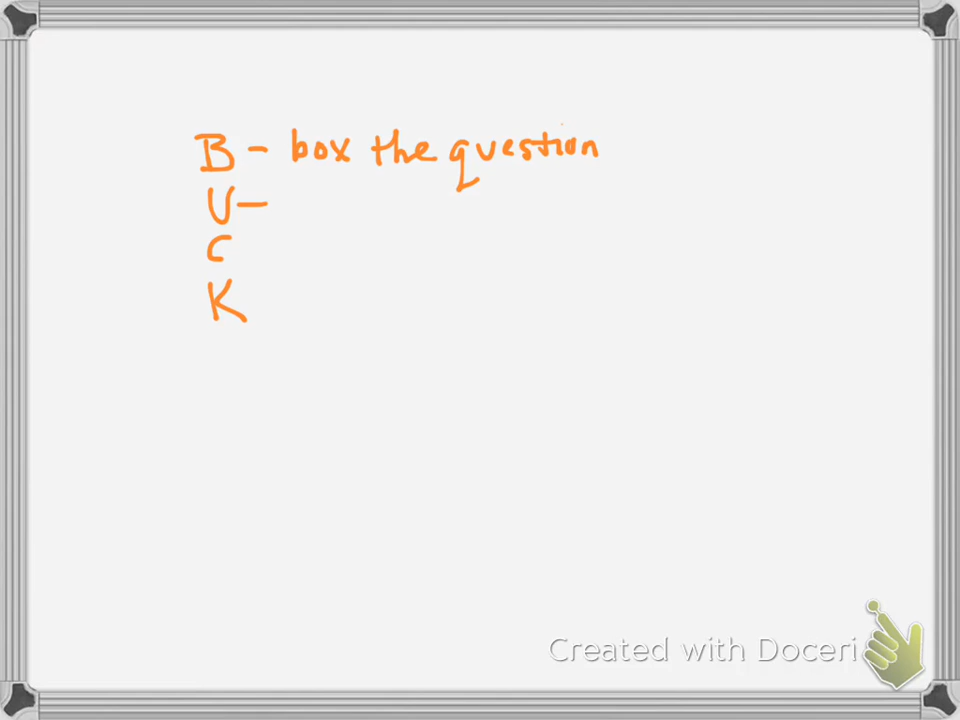 B - box the question
U -
C
K
Created with Doceri